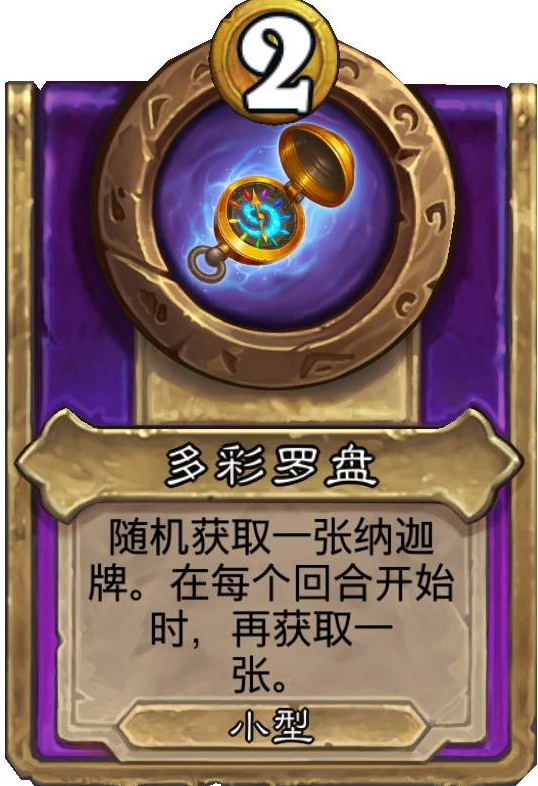 2
多彩罗盘
随机获取一张纳迦
牌。在每个回合开始
时，再获取一
张。
小型